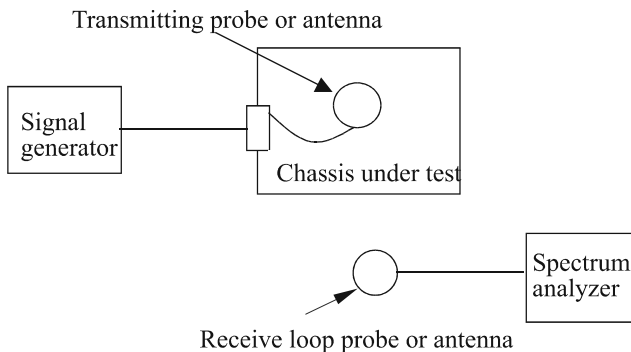 Transmitting probe or antenna
Signal
generator
Chassis under test
Spectrum
analyzer
Receive loop probe or antenna